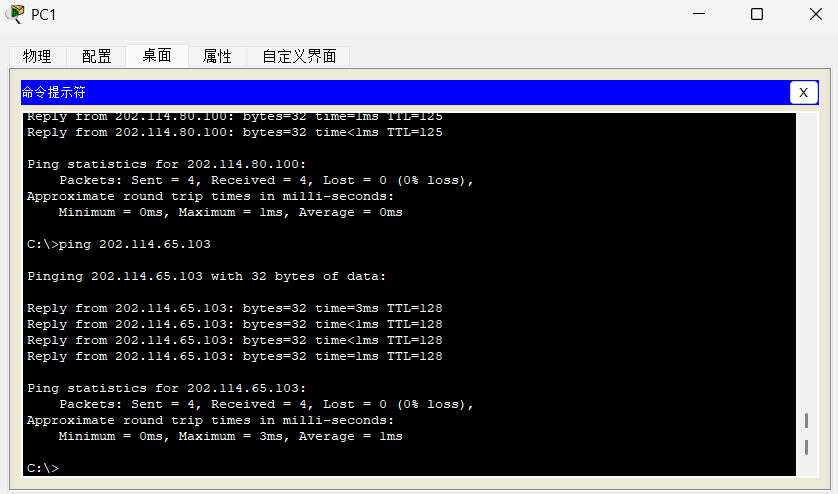 PC1
物理 配置 桌面 属性 自定义界面
命令提示符 X
Reply from 202.114.80.100: bytes=32 time=1ms TTL=125
Reply from 202.114.80.100: bytes=32 time<1ms TTL=125
Ping statistics for 202.114.80.100:
Packets: Sent = 4, Received = 4, Lost = 0 (0% loss),
Approximate round trip times in milli-seconds:
Minimum = 0ms, Maximum = 1ms, Average = 0ms
C:\>ping 202.114.65.103
Pinging 202.114.65.103 with 32 bytes of data:
Reply from 202.114.65.103: bytes=32 time=3ms TTL=128
Reply from 202.114.65.103: bytes=32 time<1ms TTL=128
Reply from 202.114.65.103: bytes=32 time<1ms TTL=128
Reply from 202.114.65.103: bytes=32 time=1ms TTL=128
Ping statistics for 202.114.65.103:
Packets: Sent = 4, Received = 4, Lost = 0 (0% loss),
Approximate round trip times in milli-seconds:
Minimum = 0ms, Maximum = 3ms, Average = 1ms
C:\>